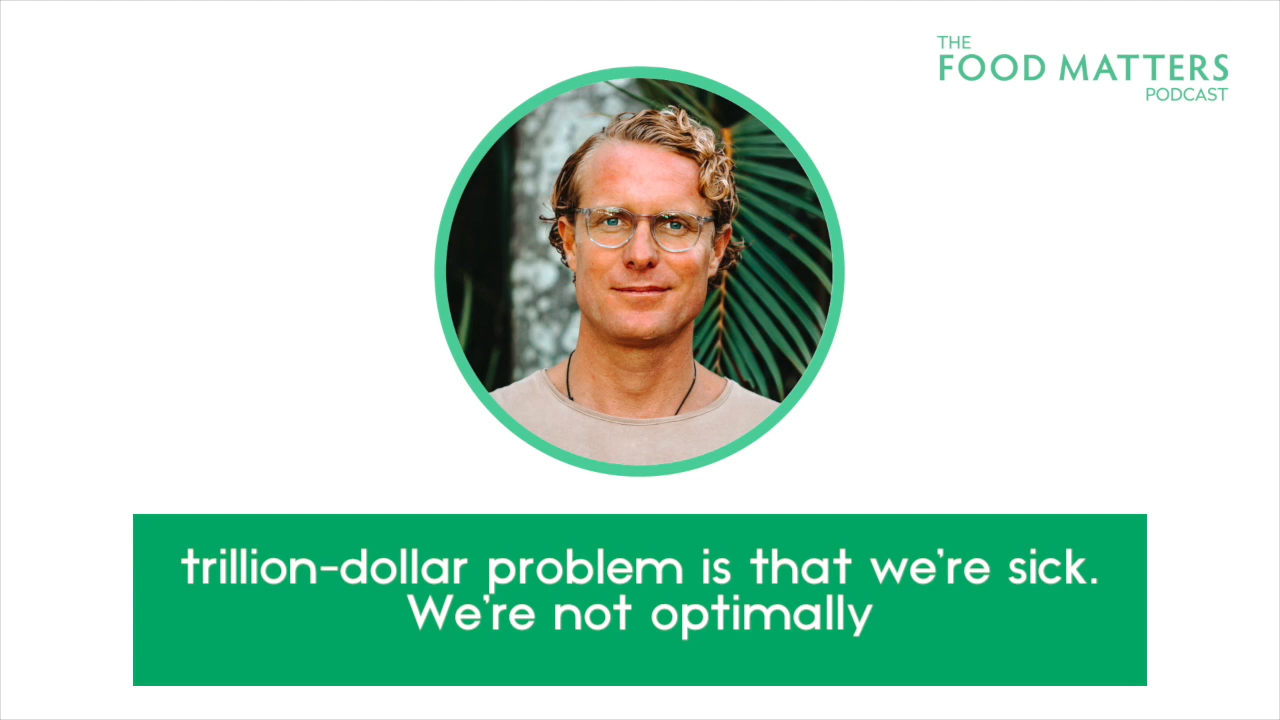 THE
FOOD MATTERS
PODCAST
trillion-dollar problem is that we're sick.
We're not optimally